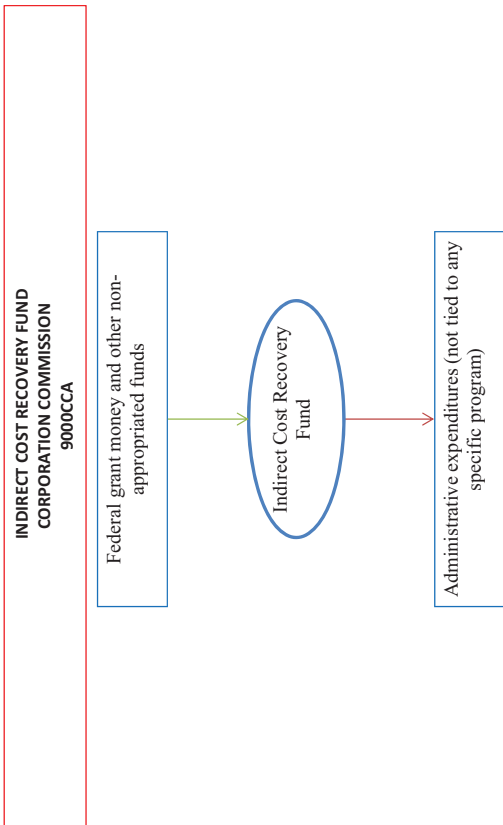 INDIRECT COST RECOVERY FUND
CORPORATION COMMISSION
9000CCA
Federal grant money and other non-
appropriated funds
Indirect Cost Recovery
Fund
Administrative expenditures (not tied to any
specific program)